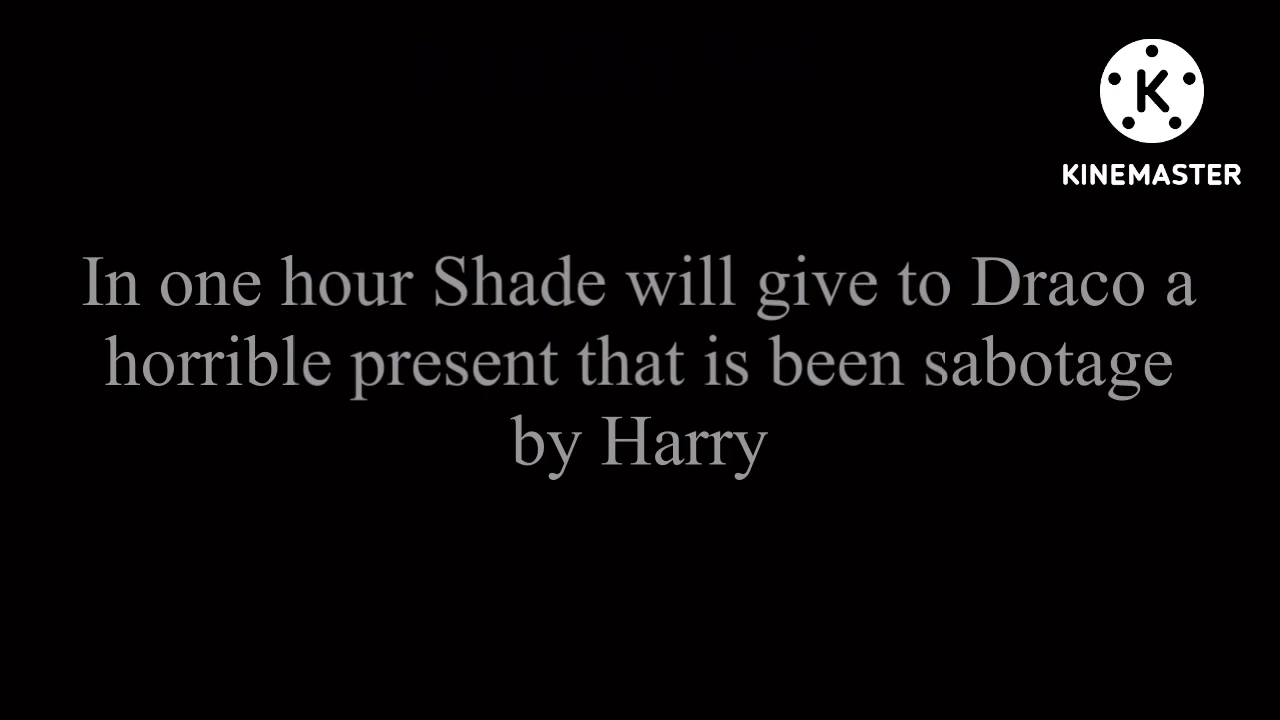 K
KINEMASTER
In one hour Shade will give to Draco a
horrible present that is been sabotage
by Harry